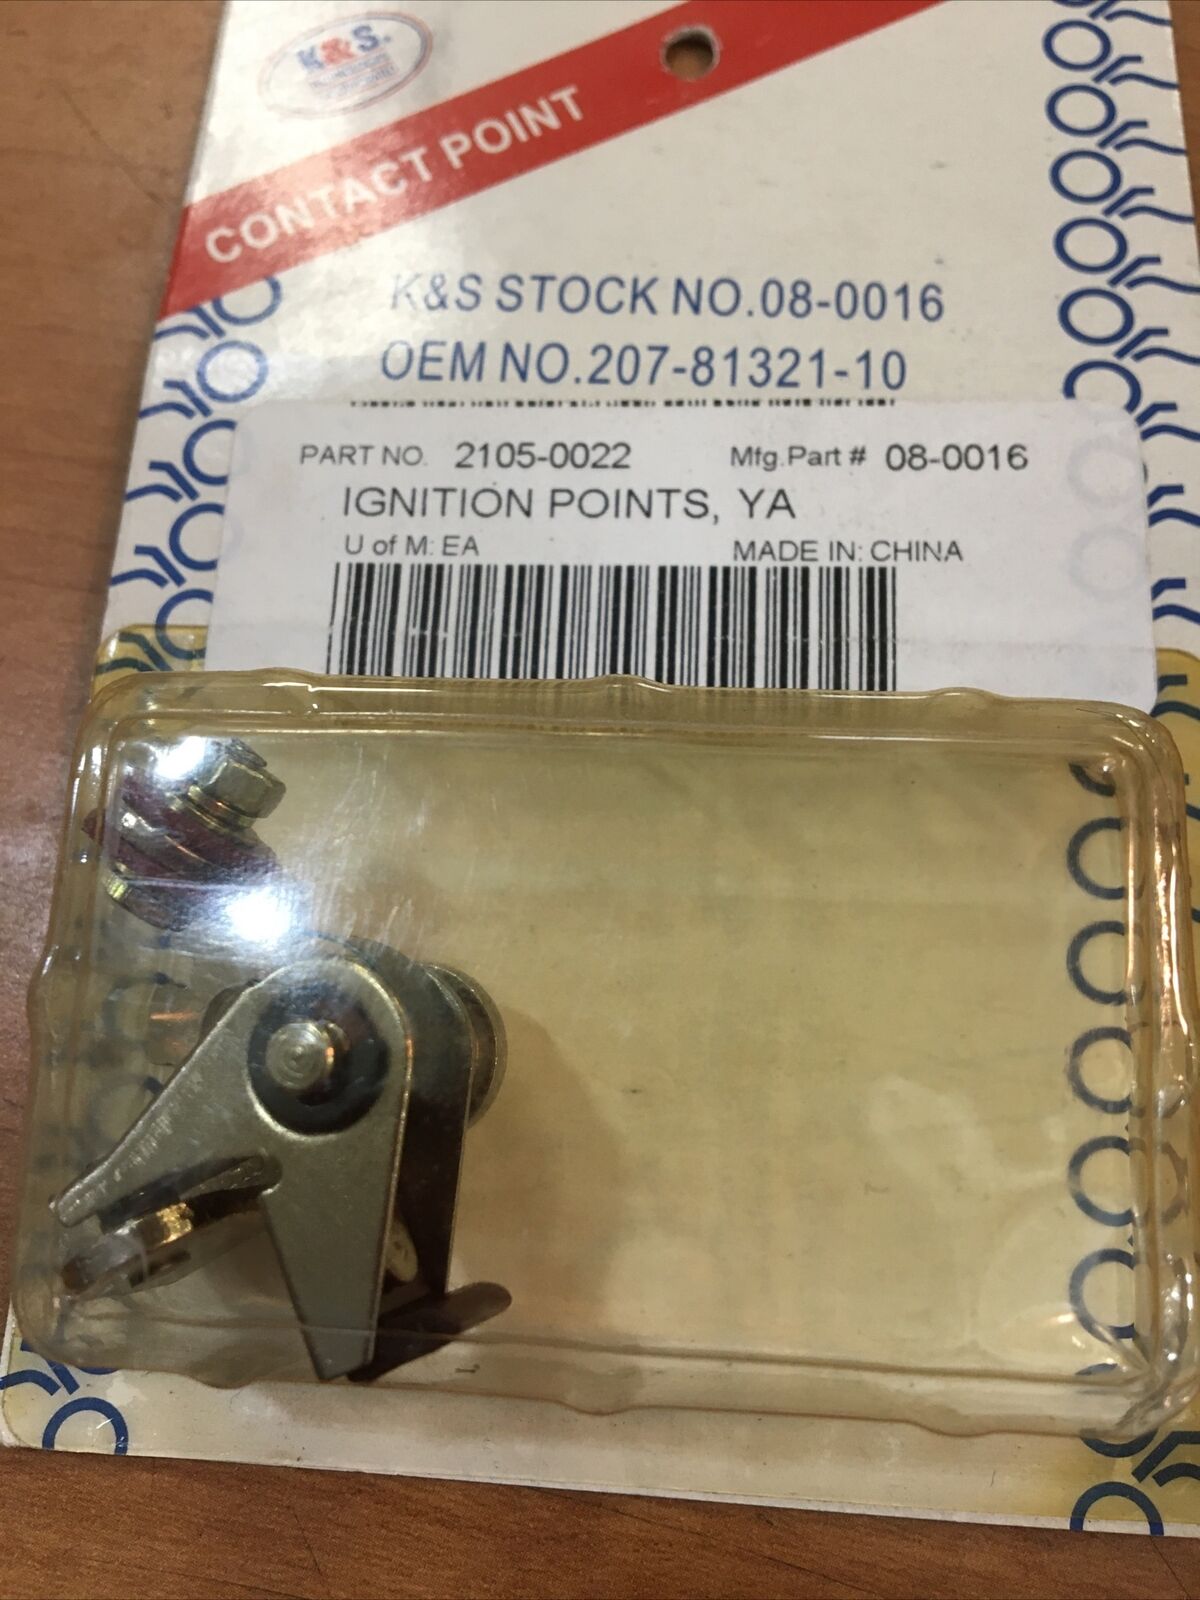 K&S.
CONTACT POINT
K&S STOCK NO.08-0016
OEM NO.207-81321-10
PART NO. 2105-0022 Mfg.Part # 08-0016
IGNITION POINTS, YA
U of M: EA MADE IN: CHINA